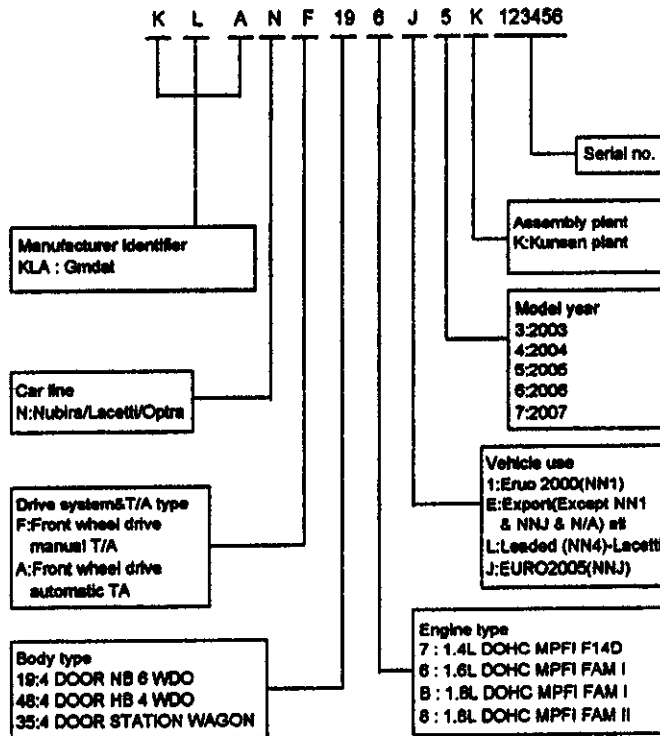 K L A N F 19 6 J 5 K 123456
Serial no.
Assembly plant
K:Kunsan plant
Manufacturer identifier
KLA : Gmdat
Model year
3:2003
4:2004
5:2005
6:2006
7:2007
Car line
N:Nubira/Lacetti/Optra
Vehicle use
1:Eruo 2000(NN1)
E:Export(Except NN1
& NNJ & N/A) all
L:Leaded (NN4)-Lacetti
J:EURO2005(NNJ)
Drive system&T/A type
F:Front wheel drive
manual T/A
A:Front wheel drive
automatic TA
Engine type
7 : 1.4L DOHC MPFI F14D
6 : 1.6L DOHC MPFI FAM I
B : 1.8L DOHC MPFI FAM I
8 : 1.8L DOHC MPFI FAM II
Body type
19:4 DOOR NB 6 WDO
48:4 DOOR HB 4 WDO
35:4 DOOR STATION WAGON